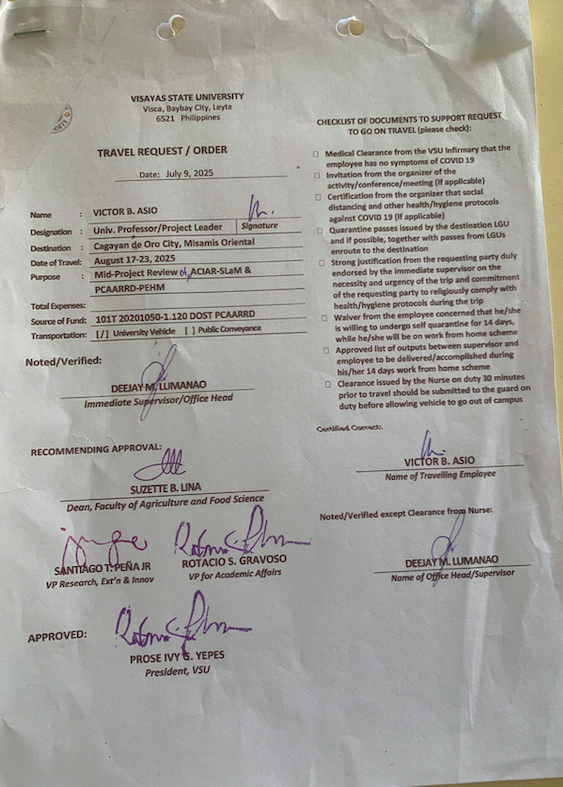 VISAYAS STATE UNIVERSITY
Visca, Baybay City, Leyte
6521 Philippines
TRAVEL REQUEST / ORDER
Date: July 9, 2025
Name : VICTOR B. ASIO
Signature
Designation : Univ. Professor/Project Leader
Destination : Cagayan de Oro City, Misamis Oriental
Date of Travel: August 17-23, 2025
Purpose : Mid-Project Review of ACIAR-SLaM &
PCAARRD-PEHM
Total Expenses:
Source of Fund: 101T 20201050-1.120 DOST PCAARRD
Transportation: [/] University Vehicle [ ] Public Conveyance
Noted/Verified:
DEEJAY M. LUMANAO
Immediate Supervisor/Office Head
RECOMMENDING APPROVAL:
SUZETTE B. LINA
Dean, Faculty of Agriculture and Food Science
SANTIAGO T. PEÑA JR
VP Research, Ext'n & Innov
ROTACIO S. GRAVOSO
VP for Academic Affairs
APPROVED:
PROSE IVY G. YEPES
President, VSU
CHECKLIST OF DOCUMENTS TO SUPPORT REQUEST
TO GO ON TRAVEL (please check):
□ Medical Clearance from the VSU Infirmary that the
employee has no symptoms of COVID 19
□ Invitation from the organizer of the
activity/conference/meeting (if applicable)
□ Certification from the organizer that social
distancing and other health/hygiene protocols
against COVID 19 (if applicable)
□ Quarantine passes issued by the destination LGU
and if possible, together with passes from LGUs
enroute to the destination
□ Strong justification from the requesting party duly
endorsed by the immediate supervisor on the
necessity and urgency of the trip and commitment
of the requesting party to religiously comply with
health/hygiene protocols during the trip
□ Waiver from the employee concerned that he/she
is willing to undergo self quarantine for 14 days,
while he/she will be on work from home scheme
□ Approved list of outputs between supervisor and
employee to be delivered/accomplished during
his/her 14 days work from home scheme
□ Clearance issued by the Nurse on duty 30 minutes
prior to travel should be submitted to the guard on
duty before allowing vehicle to go out of campus
Certified Correct:
VICTOR B. ASIO
Name of Travelling Employee
Noted/Verified except Clearance from Nurse:
DEEJAY M. LUMANAO
Name of Office Head/Supervisor